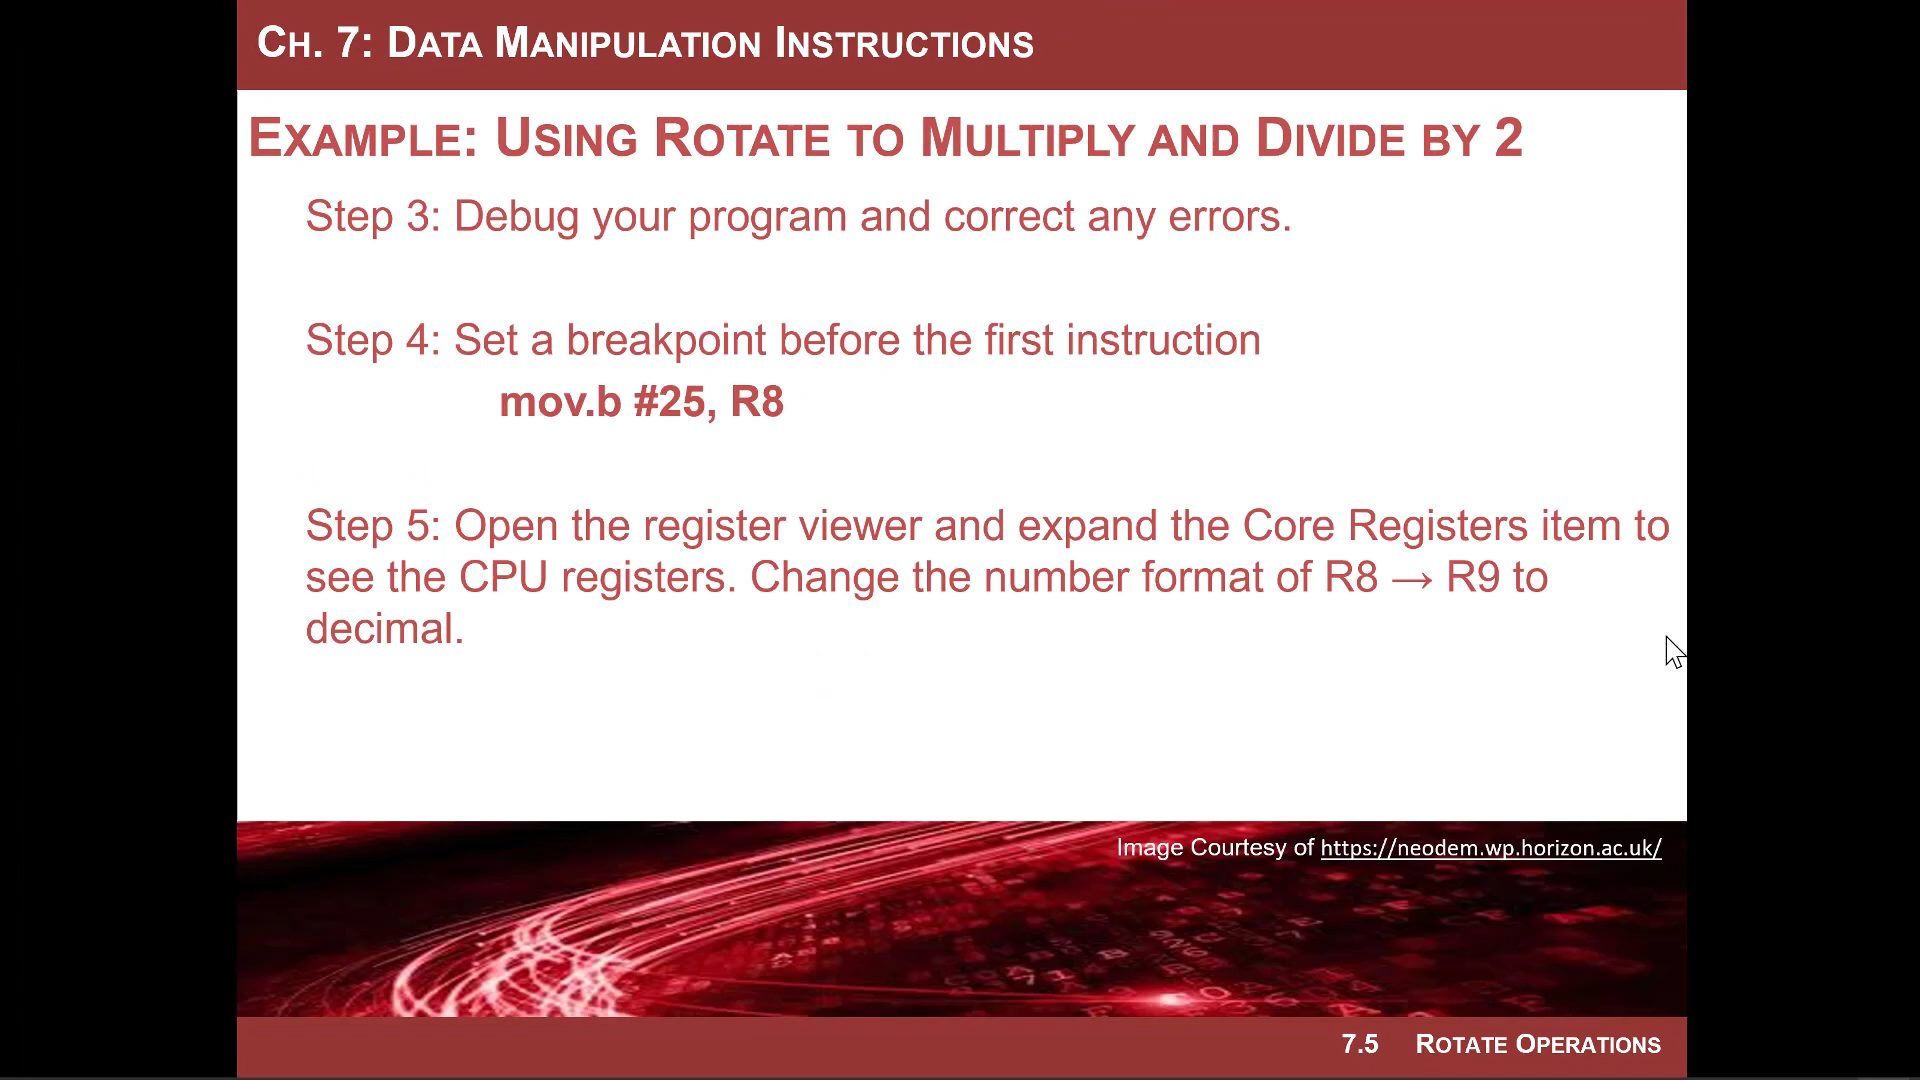 CH. 7: DATA MANIPULATION INSTRUCTIONS
EXAMPLE: USING ROTATE TO MULTIPLY AND DIVIDE BY 2
Step 3: Debug your program and correct any errors.
Step 4: Set a breakpoint before the first instruction
mov.b #25, R8
Step 5: Open the register viewer and expand the Core Registers item to
see the CPU registers. Change the number format of R8 → R9 to
decimal.
Image Courtesy of https://neodem.wp.horizon.ac.uk/
7.5 ROTATE OPERATIONS